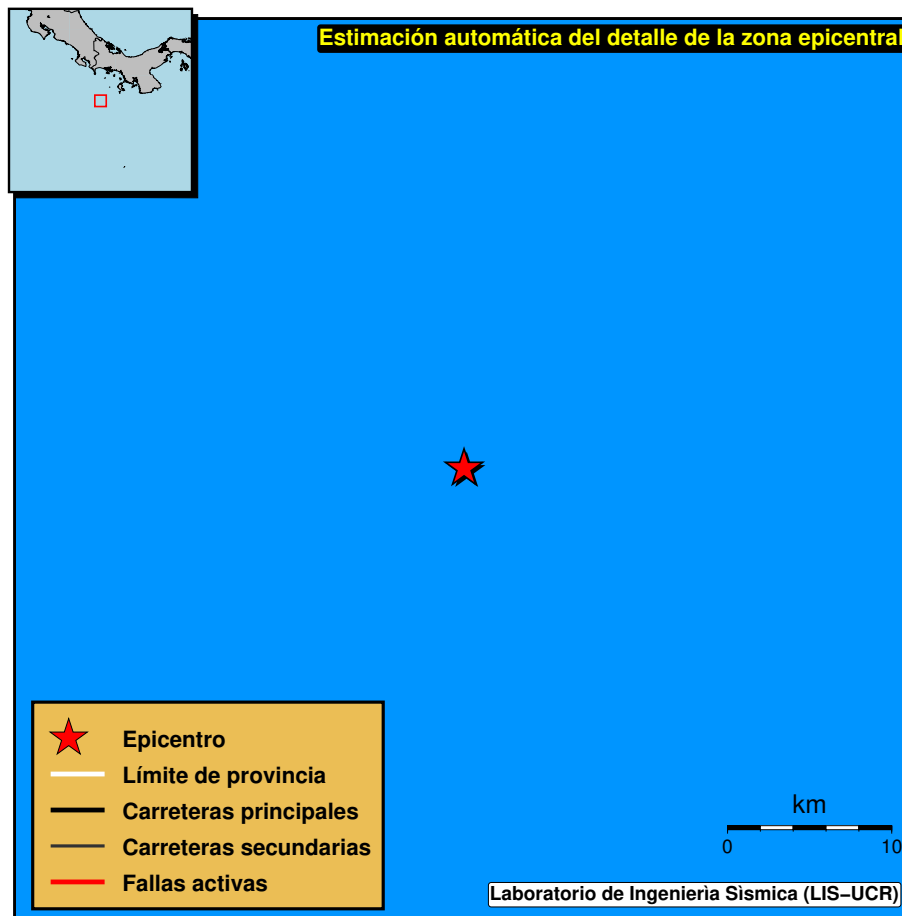 Estimación automática del detalle de la zona epicentral
Epicentro
Límite de provincia
Carreteras principales
Carreteras secundarias
Fallas activas
km
0
10
Laboratorio de Ingenierìa Sìsmica (LIS−UCR)